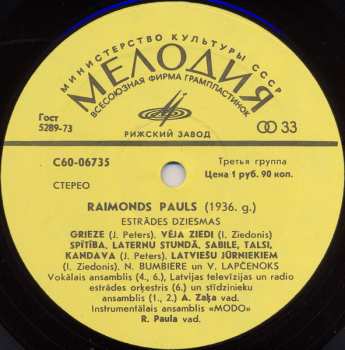 МИНИСТЕРСТВО КУЛЬТУРЫ СССР
МЕЛОДИЯ
ВСЕСОЮЗНАЯ ФИРМА ГРАМПЛАСТИНОК
Гост
5289-73
РИЖСКИЙ ЗАВОД
33
С60-06735
Третья группа
Цена 1 руб. 90 коп.
СТЕРЕО
RAIMONDS PAULS (1936. g.)
ESTRĀDES DZIESMAS
GRIEZE (J. Peters). VĒJA ZIEDI (I. Ziedonis)
SPĪTĪBA, LATERNU STUNDĀ, SABILE, TALSI,
KANDAVA (J. Peters). LATVIEŠU JŪRNIEKIEM
(I. Ziedonis). N. BUMBIERE un V. LAPČENOKS
Vokālais ansamblis (4., 6.), Latvijas televīzijas un radio
estrādes orķestris (6.) un stīdzinieku
ansamblis (1., 2.) A. Zaķa vad.
Instrumentālais ansamblis «MODO»
R. Paula vad.